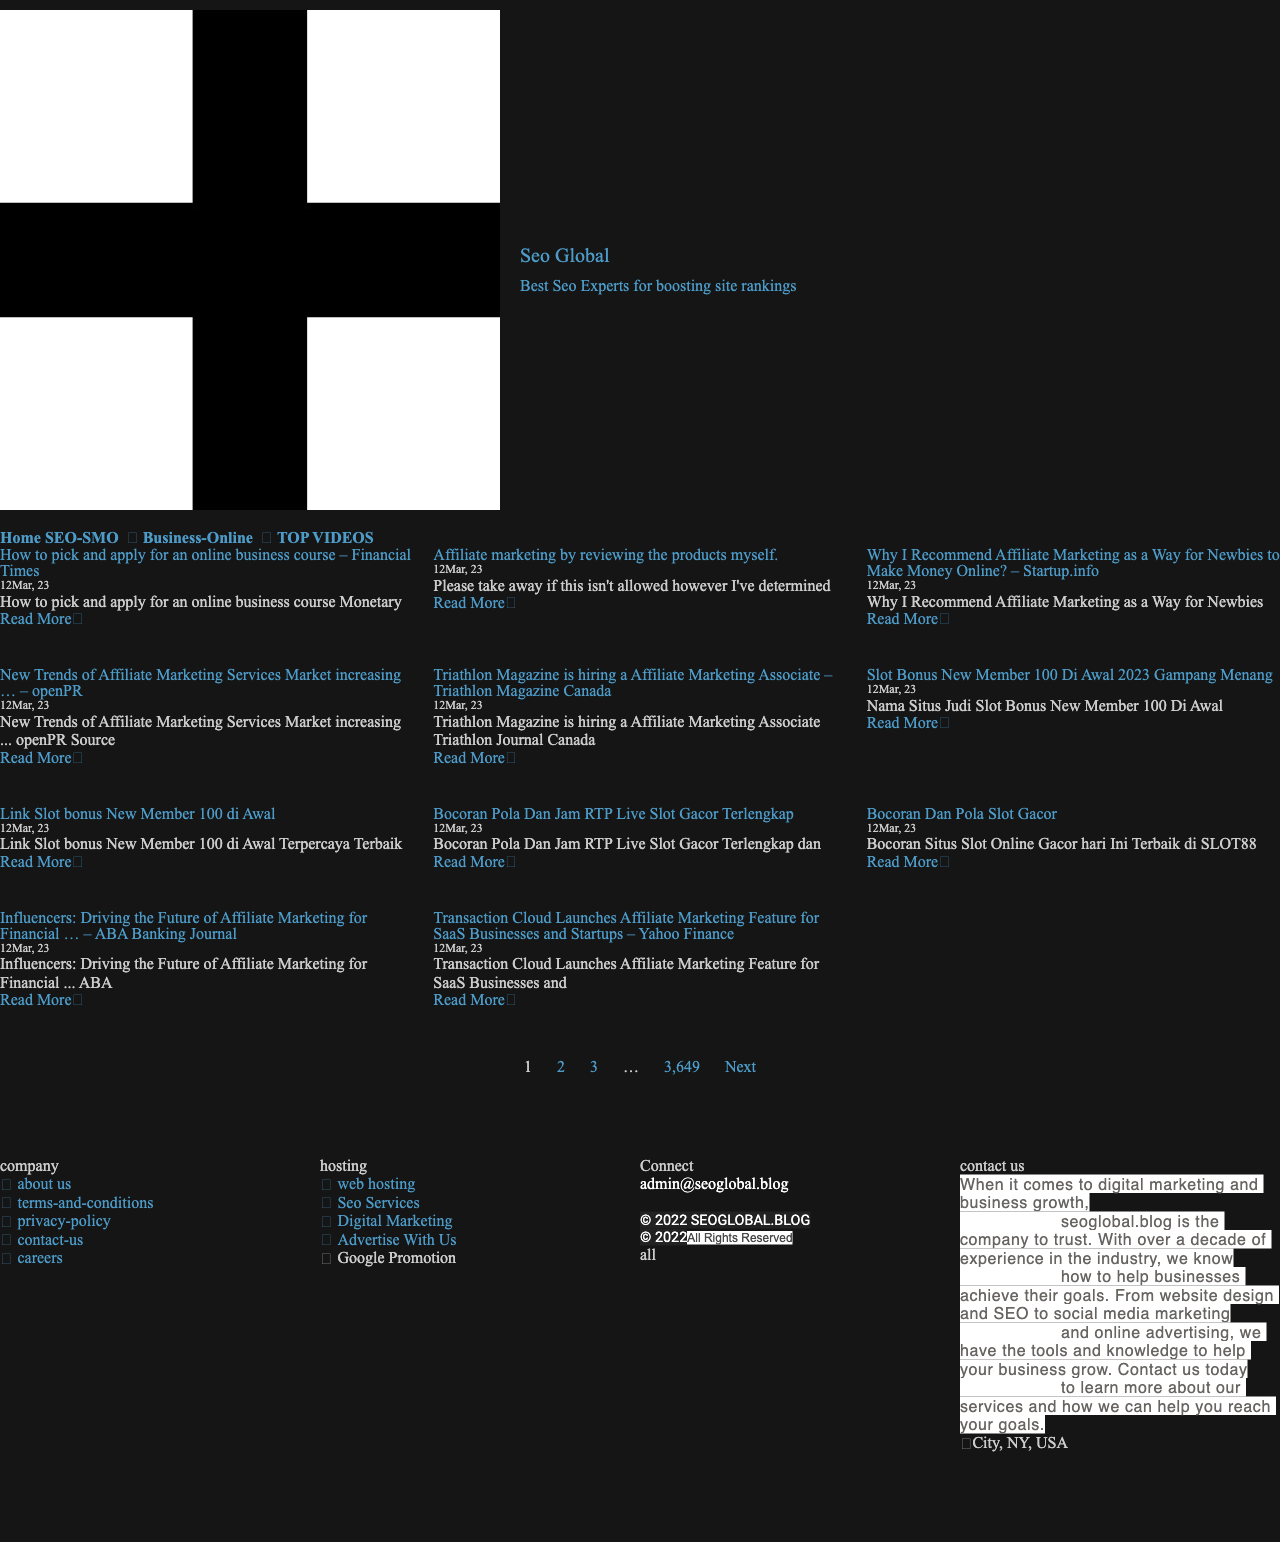 Seo Global
Best Seo Experts for boosting site rankings
Home SEO-SMO Business-Online TOP VIDEOS
How to pick and apply for an online business course – Financial
Times
12Mar, 23
How to pick and apply for an online business course Monetary
Read More
Affiliate marketing by reviewing the products myself.
12Mar, 23
Please take away if this isn't allowed however I've determined
Read More
Why I Recommend Affiliate Marketing as a Way for Newbies to
Make Money Online? – Startup.info
12Mar, 23
Why I Recommend Affiliate Marketing as a Way for Newbies
Read More
New Trends of Affiliate Marketing Services Market increasing
… – openPR
12Mar, 23
New Trends of Affiliate Marketing Services Market increasing
... openPR Source
Read More
Triathlon Magazine is hiring a Affiliate Marketing Associate –
Triathlon Magazine Canada
12Mar, 23
Triathlon Magazine is hiring a Affiliate Marketing Associate
Triathlon Journal Canada
Read More
Slot Bonus New Member 100 Di Awal 2023 Gampang Menang
12Mar, 23
Nama Situs Judi Slot Bonus New Member 100 Di Awal
Read More
Link Slot bonus New Member 100 di Awal
12Mar, 23
Link Slot bonus New Member 100 di Awal Terpercaya Terbaik
Read More
Bocoran Pola Dan Jam RTP Live Slot Gacor Terlengkap
12Mar, 23
Bocoran Pola Dan Jam RTP Live Slot Gacor Terlengkap dan
Read More
Bocoran Dan Pola Slot Gacor
12Mar, 23
Bocoran Situs Slot Online Gacor hari Ini Terbaik di SLOT88
Read More
Influencers: Driving the Future of Affiliate Marketing for
Financial … – ABA Banking Journal
12Mar, 23
Influencers: Driving the Future of Affiliate Marketing for
Financial ... ABA
Read More
Transaction Cloud Launches Affiliate Marketing Feature for
SaaS Businesses and Startups – Yahoo Finance
12Mar, 23
Transaction Cloud Launches Affiliate Marketing Feature for
SaaS Businesses and
Read More
1 2 3 … 3,649 Next
company
about us
terms-and-conditions
privacy-policy
contact-us
careers
hosting
web hosting
Seo Services
Digital Marketing
Advertise With Us
Google Promotion
Connect
admin@seoglobal.blog
© 2022 SEOGLOBAL.BLOG
© 2022All Rights Reserved
all
contact us
When it comes to digital marketing and
business growth,
seoglobal.blog is the
company to trust. With over a decade of
experience in the industry, we know
how to help businesses
achieve their goals. From website design
and SEO to social media marketing
and online advertising, we
have the tools and knowledge to help
your business grow. Contact us today
to learn more about our
services and how we can help you reach
your goals.
City, NY, USA